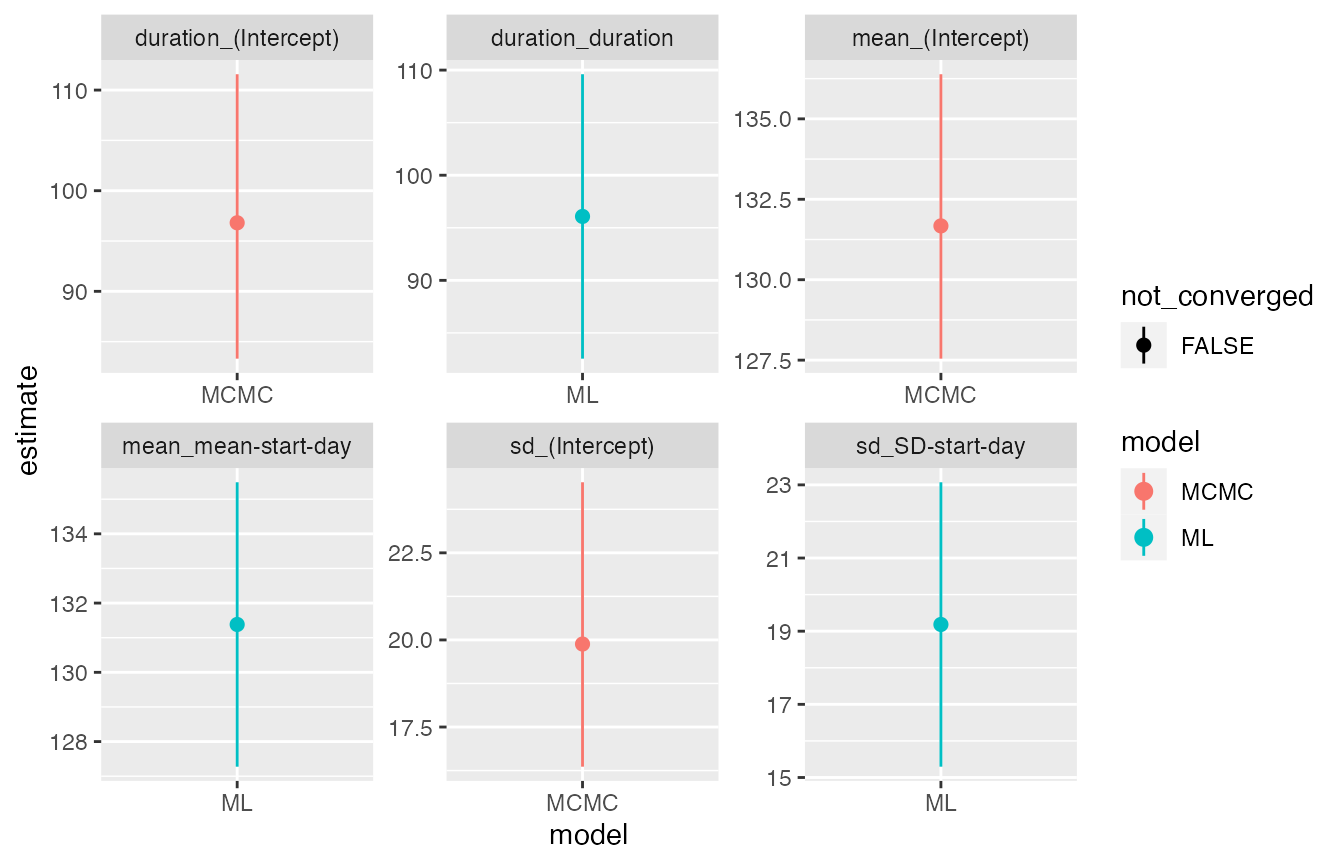 duration_(Intercept)
duration_duration
mean_(Intercept)
110
100
90
110
100
90
135.0
132.5
130.0
127.5
MCMC
ML
MCMC
estimate
mean_mean-start-day
sd_(Intercept)
sd_SD-start-day
134
132
130
128
22.5
20.0
17.5
23
21
19
17
15
ML
MCMC
ML
model
not_converged
FALSE
model
MCMC
ML